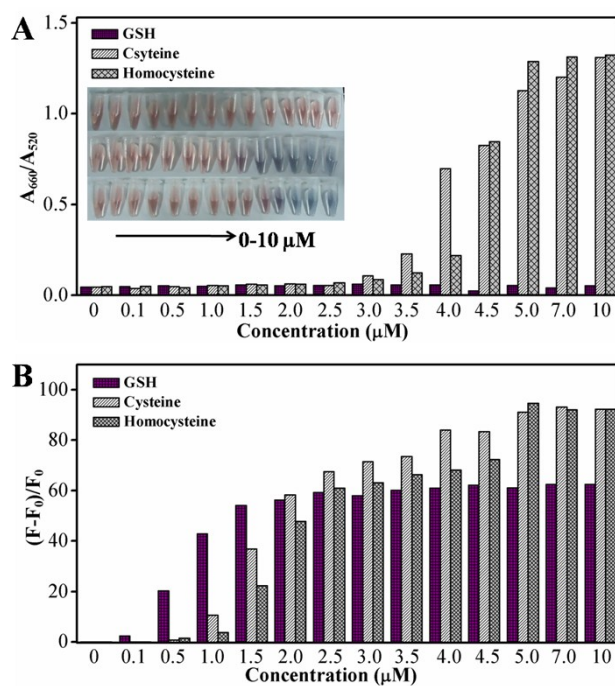 A
1.5
GSH
Csyteine
Homocysteine
1.0
A660/A520
0.5
0-10 μM
0.0
0 0.1 0.5 1.0 1.5 2.0 2.5 3.0 3.5 4.0 4.5 5.0 7.0 10
Concentration (μM)
B
100
GSH
Cysteine
Homocysteine
80
60
(F-F0)/F0
40
20
0
0 0.1 0.5 1.0 1.5 2.0 2.5 3.0 3.5 4.0 4.5 5.0 7.0 10
Concentration (μM)